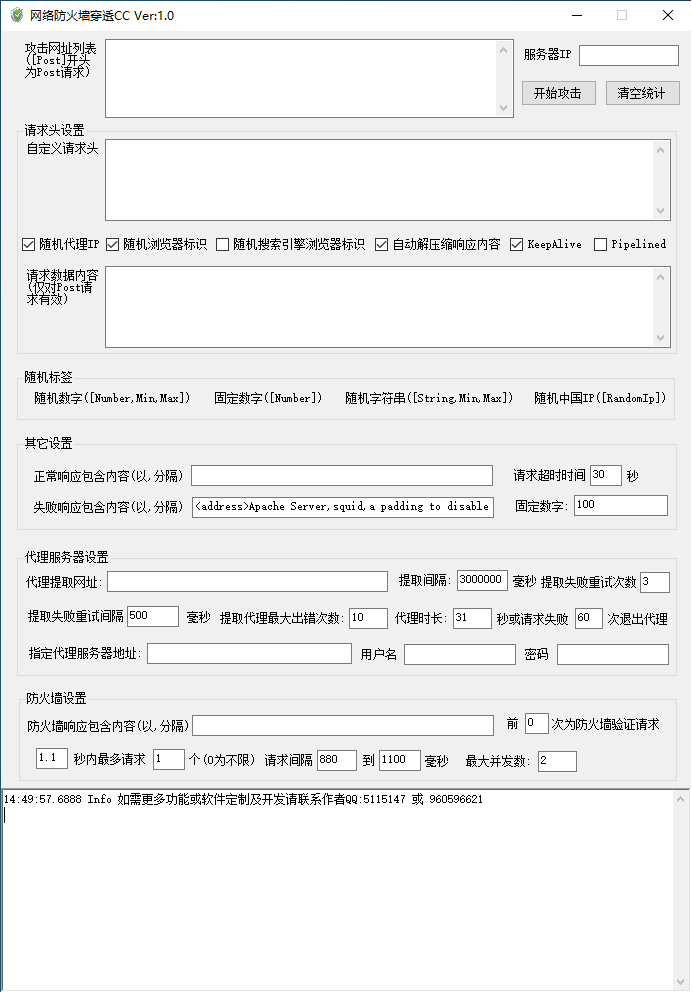 网络防火墙穿透CC Ver:1.0
攻击网址列表
([Post]开头
为Post请求)
服务器IP
开始攻击 清空统计
请求头设置
自定义请求头
随机代理IP 随机浏览器标识 随机搜索引擎浏览器标识 自动解压缩响应内容 KeepAlive Pipelined
请求数据内容
(仅对Post请
求有效)
随机标签
随机数字([Number,Min,Max]) 固定数字([Number]) 随机字符串([String,Min,Max]) 随机中国IP([RandomIp])
其它设置
正常响应包含内容(以,分隔) 请求超时时间 30 秒
失败响应包含内容(以,分隔) <address>Apache Server,squid,a padding to disable 固定数字: 100
代理服务器设置
代理提取网址: 提取间隔: 3000000 毫秒 提取失败重试次数 3
提取失败重试间隔 500 毫秒 提取代理最大出错次数: 10 代理时长: 31 秒或请求失败 60 次退出代理
指定代理服务器地址: 用户名 密码
防火墙设置
防火墙响应包含内容(以,分隔) 前 0 次为防火墙验证请求
1.1 秒内最多请求 1 个(0为不限) 请求间隔 880 到 1100 毫秒 最大并发数: 2
14:49:57.6888 Info 如需更多功能或软件定制及开发请联系作者QQ:5115147 或 960596621